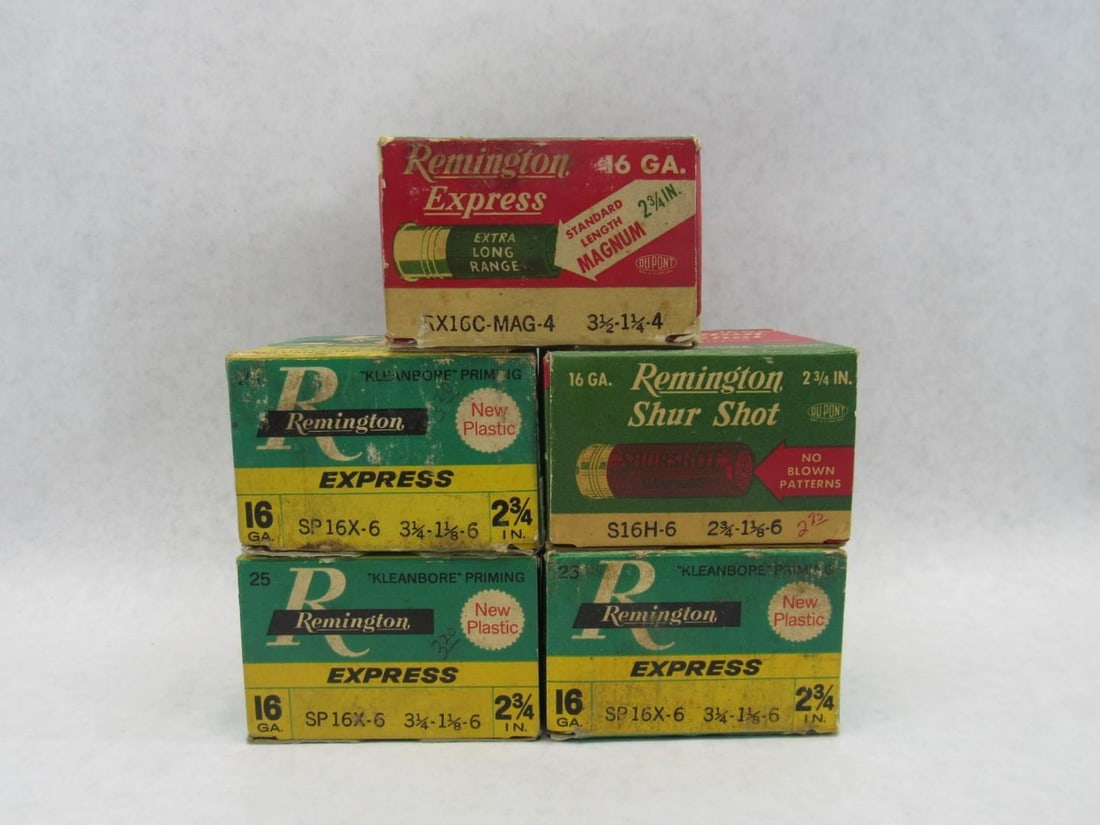 Remington 16 GA.
Express
STANDARD LENGTH MAGNUM 2¾ IN.
EXTRA LONG RANGE
DU PONT
RX16C-MAG-4 3½-1¼-4
"KLEANBORE" PRIMING
R
Remington
New Plastic
EXPRESS
16 GA. SP16X-6 3¼-1⅛-6 2¾ IN.
16 GA. Remington 2¾ IN.
Shur Shot
DU PONT
SHURSHOT
NO BLOWN PATTERNS
S16H-6 2¾-1⅛-6
25 "KLEANBORE" PRIMING
R
Remington
New Plastic
320
EXPRESS
16 GA. SP16X-6 3¼-1⅛-6 2¾ IN.
25 "KLEANBORE" PRIMING
R
Remington
New Plastic
EXPRESS
16 GA. SP16X-6 3¼-1⅛-6 2¾ IN.